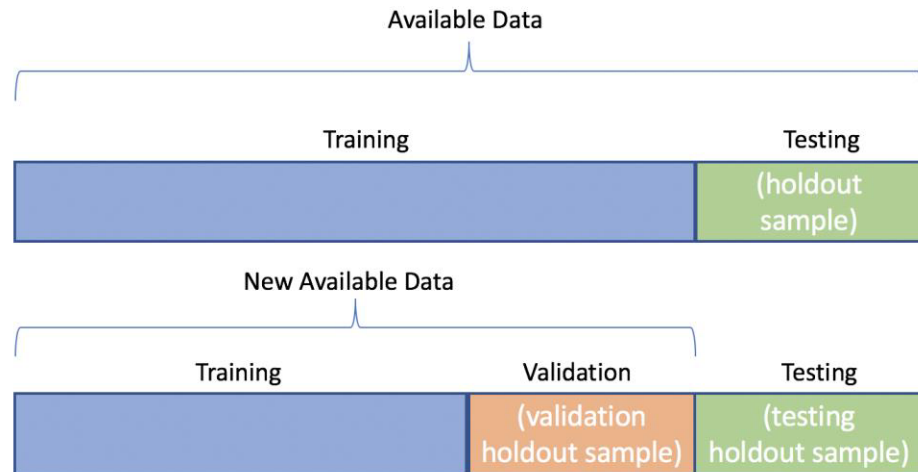 Available Data
Training
Testing
(holdout
sample)
New Available Data
Training
Validation
Testing
(validation
holdout sample)
(testing
holdout sample)